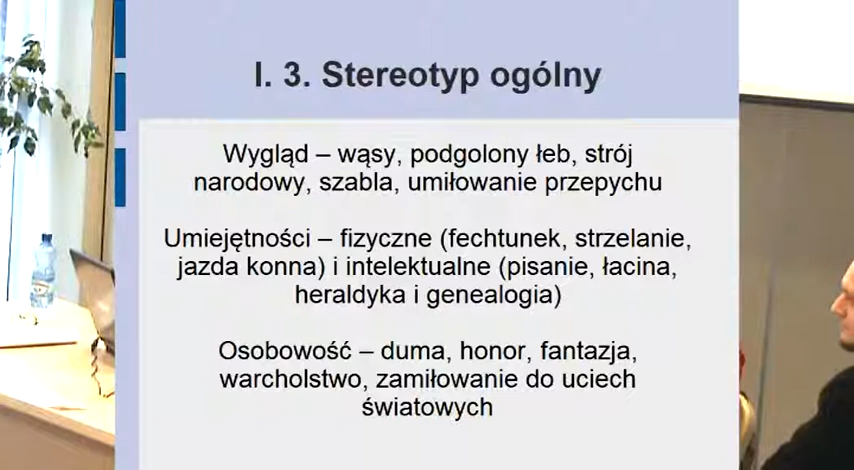 I. 3. Stereotyp ogólny
Wygląd – wąsy, podgolony łeb, strój
narodowy, szabla, umiłowanie przepychu
Umiejętności – fizyczne (fechtunek, strzelanie,
jazda konna) i intelektualne (pisanie, łacina,
heraldyka i genealogia)
Osobowość – duma, honor, fantazja,
warcholstwo, zamiłowanie do uciech
światowych